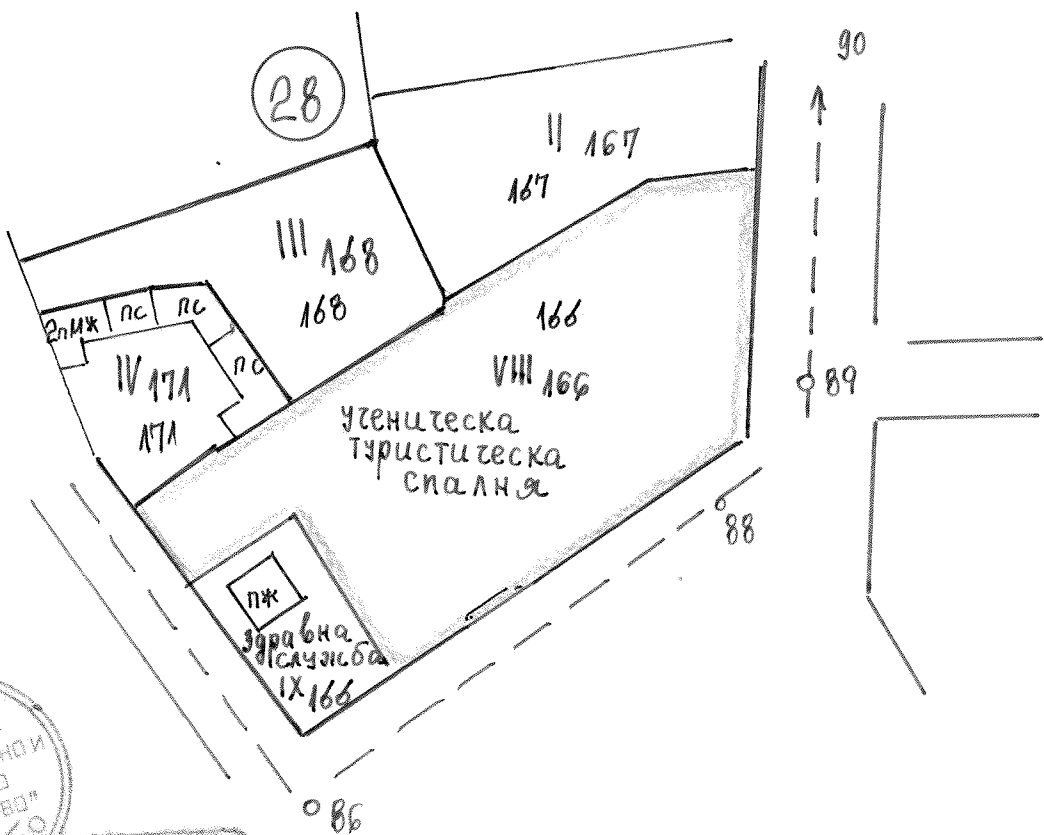 90
28
II 167
167
III 168
168
2пМЖ
пс
пс
пс
IV 171
171
166
VIII 166
ученическа
туристическа
спалня
89
88
пж
здравна
служба
IX 166
86